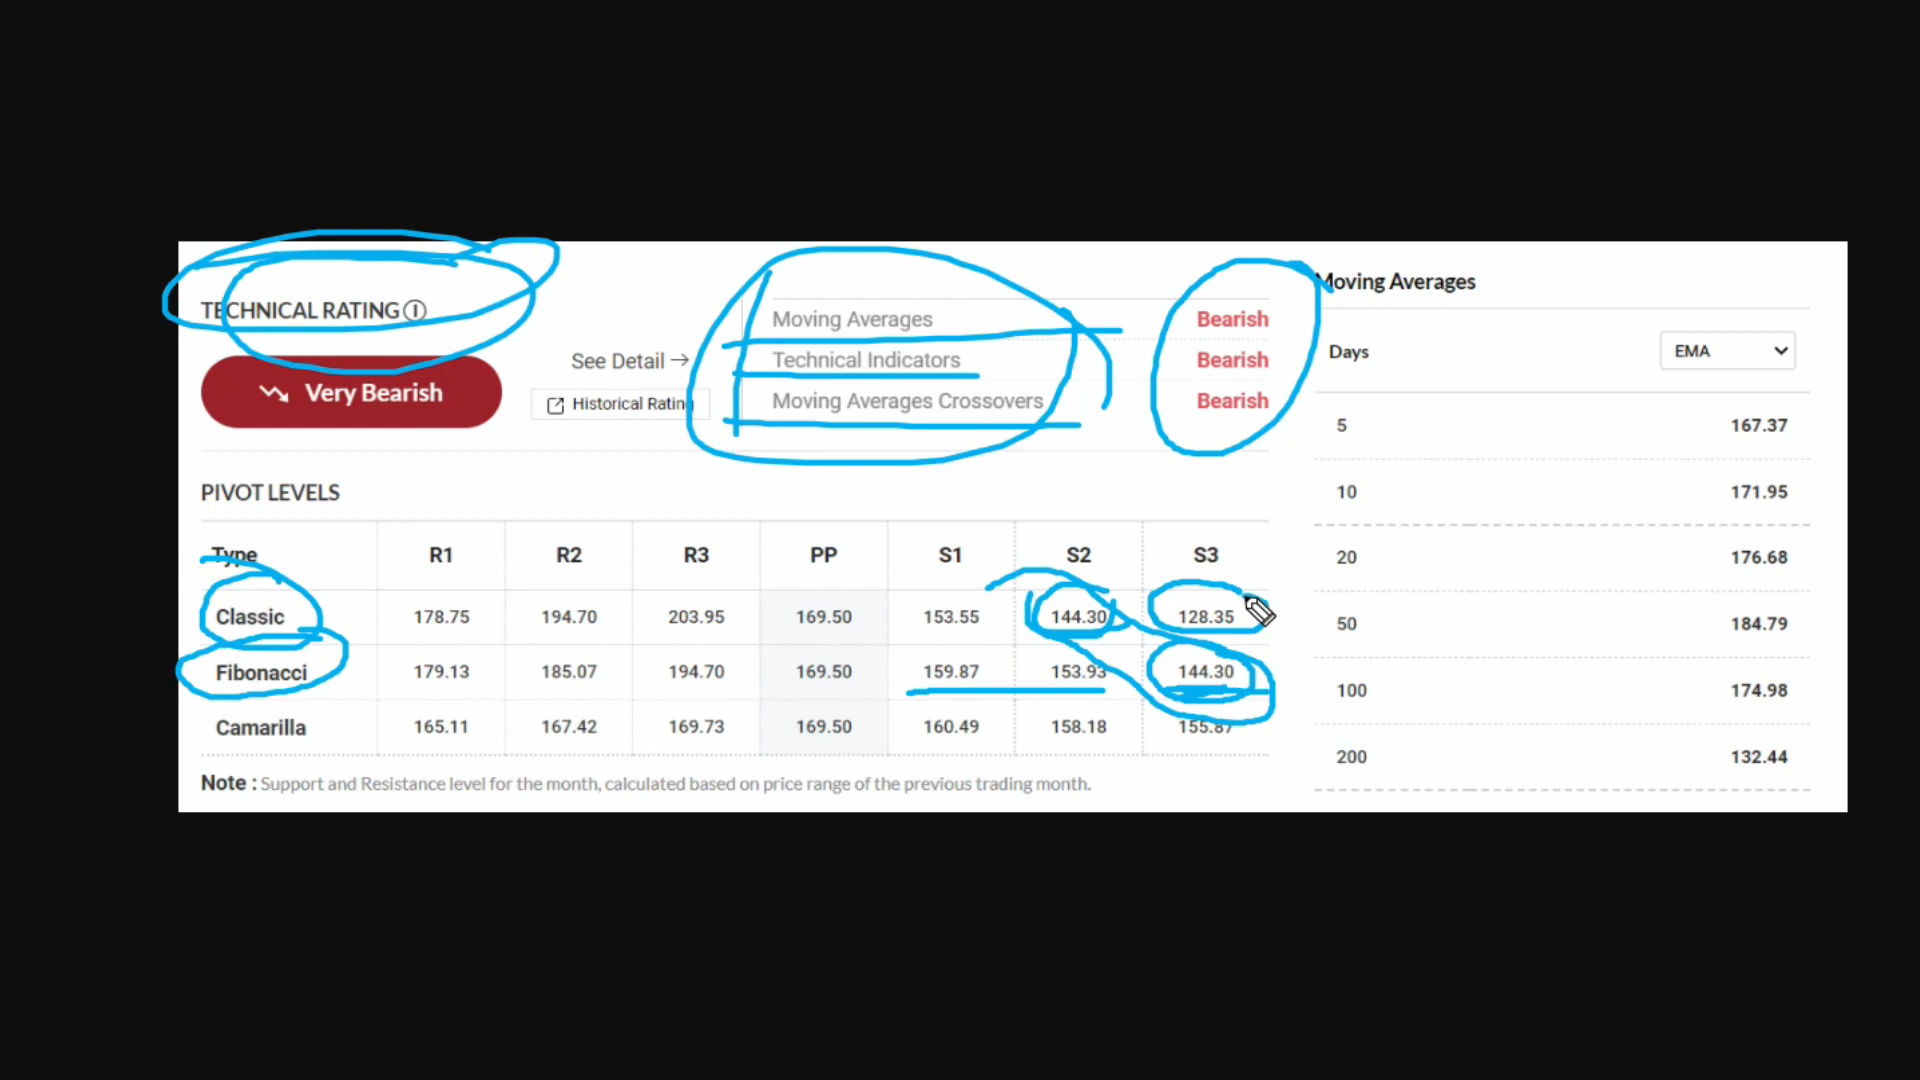 TECHNICAL RATING
Very Bearish
See Detail →
Historical Rating
Moving Averages Bearish
Technical Indicators Bearish
Moving Averages Crossovers Bearish
PIVOT LEVELS
Type R1 R2 R3 PP S1 S2 S3
Classic 178.75 194.70 203.95 169.50 153.55 144.30 128.35
Fibonacci 179.13 185.07 194.70 169.50 159.87 153.93 144.30
Camarilla 165.11 167.42 169.73 169.50 160.49 158.18 155.87
Note : Support and Resistance level for the month, calculated based on price range of the previous trading month.
Moving Averages
Days EMA
5 167.37
10 171.95
20 176.68
50 184.79
100 174.98
200 132.44